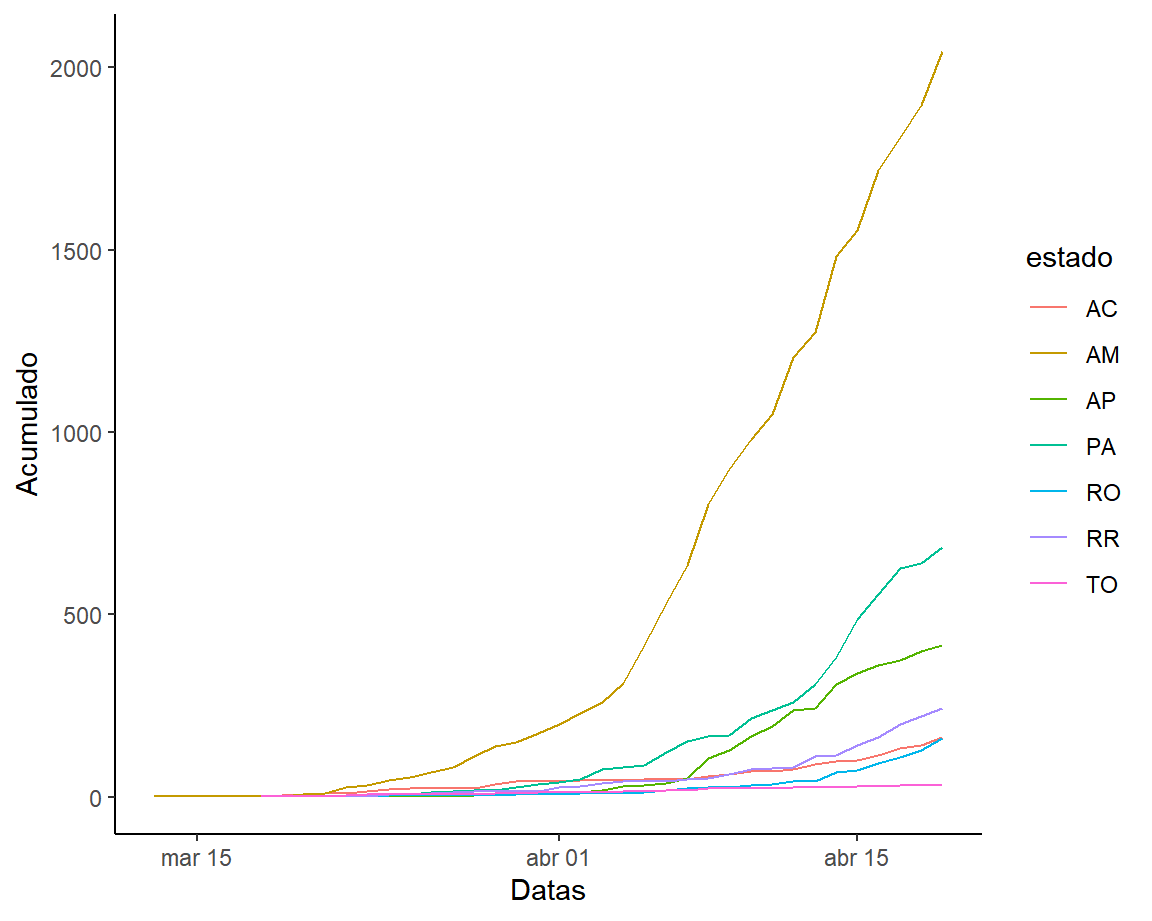 2000
1500
1000
500
0
Acumulado
mar 15
abr 01
abr 15
Datas
estado
AC
AM
AP
PA
RO
RR
TO